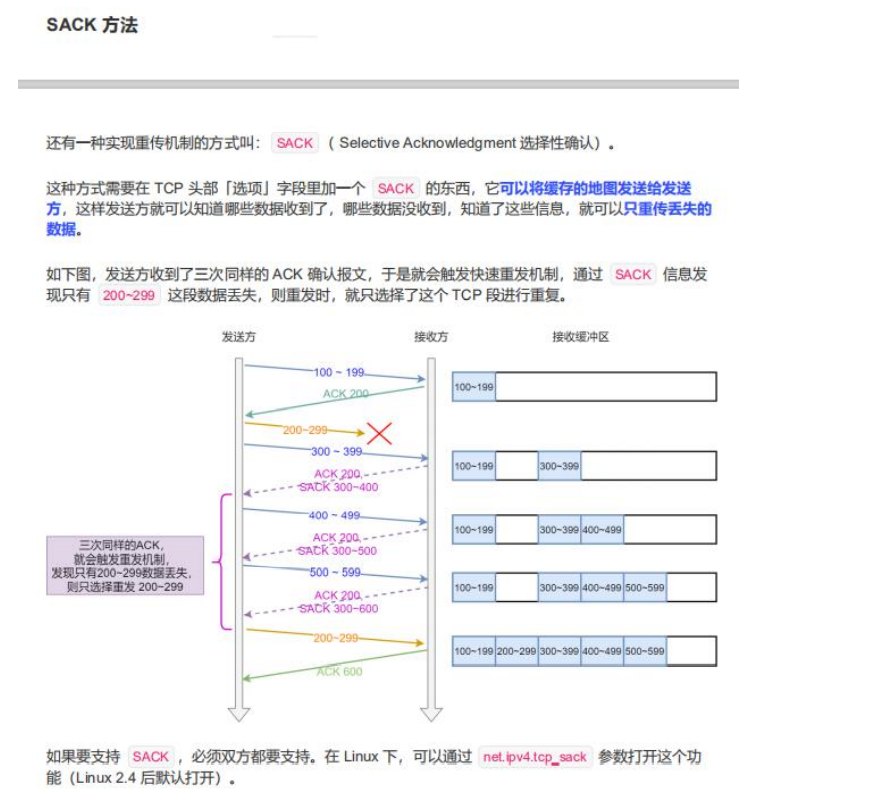 SACK 方法
还有一种实现重传机制的方式叫： SACK （ Selective Acknowledgment 选择性确认）。
这种方式需要在 TCP 头部「选项」字段里加一个 SACK 的东西，它可以将缓存的地图发送给发送
方，这样发送方就可以知道哪些数据收到了，哪些数据没收到，知道了这些信息，就可以只重传丢失的
数据。
如下图，发送方收到了三次同样的 ACK 确认报文，于是就会触发快速重发机制，通过 SACK 信息发
现只有 200~299 这段数据丢失，则重发时，就只选择了这个 TCP 段进行重复。
发送方 接收方 接收缓冲区
100 ~ 199
100~199
ACK 200
200~299
300 ~ 399
100~199 300~399
ACK 200,
SACK 300~400
400 ~ 499
100~199 300~399 400~499
ACK 200,
SACK 300~500
三次同样的ACK，
就会触发重发机制，
发现只有200~299数据丢失，
则只选择重发 200~299
500 ~ 599
100~199 300~399 400~499 500~599
ACK 200,
SACK 300~600
200~299
100~199 200~299 300~399 400~499 500~599
ACK 600
如果要支持 SACK ，必须双方都要支持。在 Linux 下，可以通过 net.ipv4.tcp_sack 参数打开这个功
能（Linux 2.4 后默认打开）。